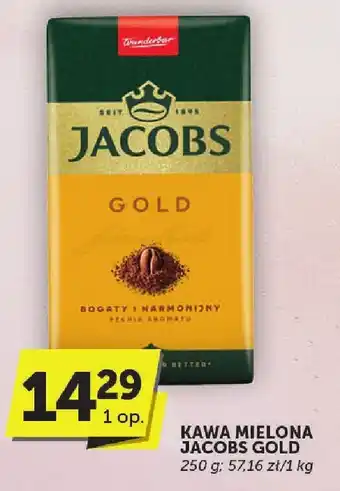 Wunderbar
SEIT 1895
JACOBS
GOLD
BOGATY I HARMONIJNY
PEŁNIA AROMATU
BETTER
14 29
1 op.
KAWA MIELONA
JACOBS GOLD
250 g; 57,16 zł/1 kg